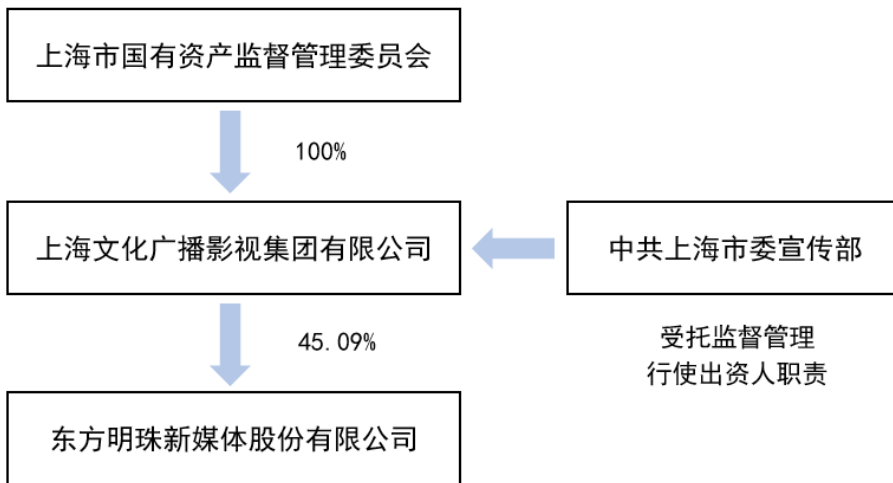 上海市国有资产监督管理委员会
100%
上海文化广播影视集团有限公司
中共上海市委宣传部
受托监督管理
行使出资人职责
45.09%
东方明珠新媒体股份有限公司